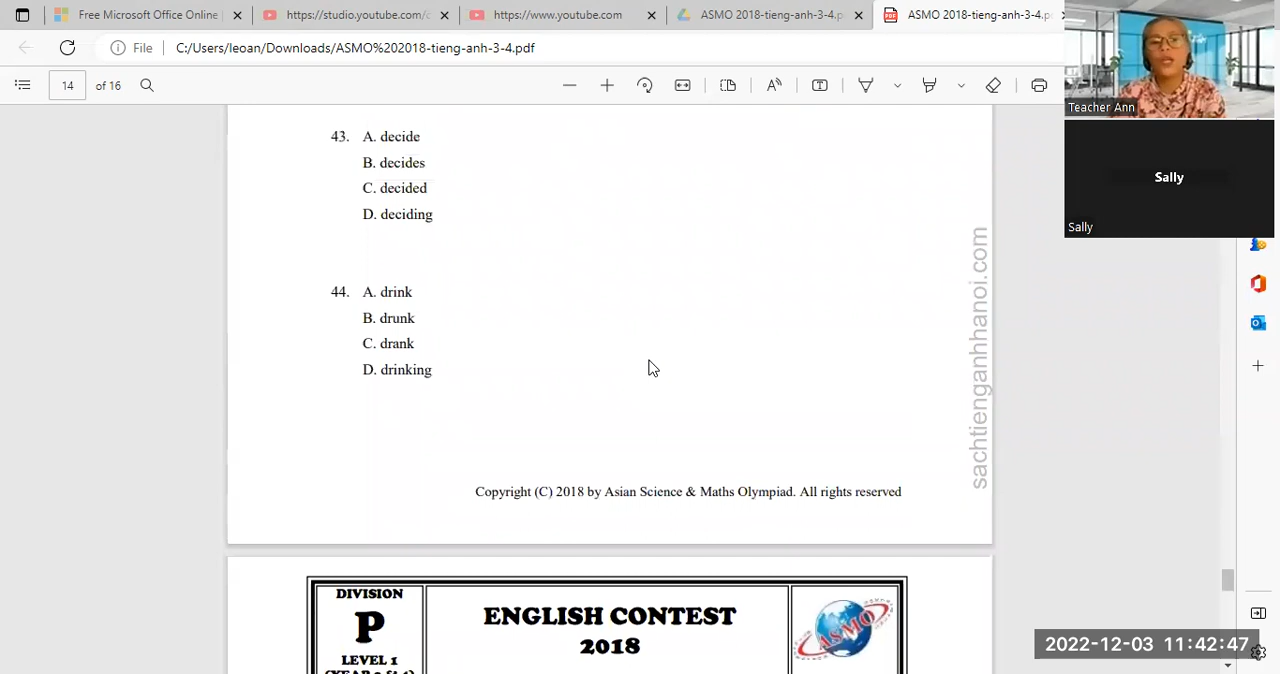 Free Microsoft Office Online
https://studio.youtube.com/c
https://www.youtube.com
ASMO 2018-tieng-anh-3-4.p
ASMO 2018-tieng-anh-3-4.p
File
C:/Users/leoan/Downloads/ASMO%202018-tieng-anh-3-4.pdf
14
of 16
Teacher Ann
Sally
Sally
43. A. decide
B. decides
C. decided
D. deciding
44. A. drink
B. drunk
C. drank
D. drinking
sachtienganhhanoi.com
Copyright (C) 2018 by Asian Science & Maths Olympiad. All rights reserved
DIVISION
P
LEVEL 1
ENGLISH CONTEST
2018
ASMO
2022-12-03 11:42:47